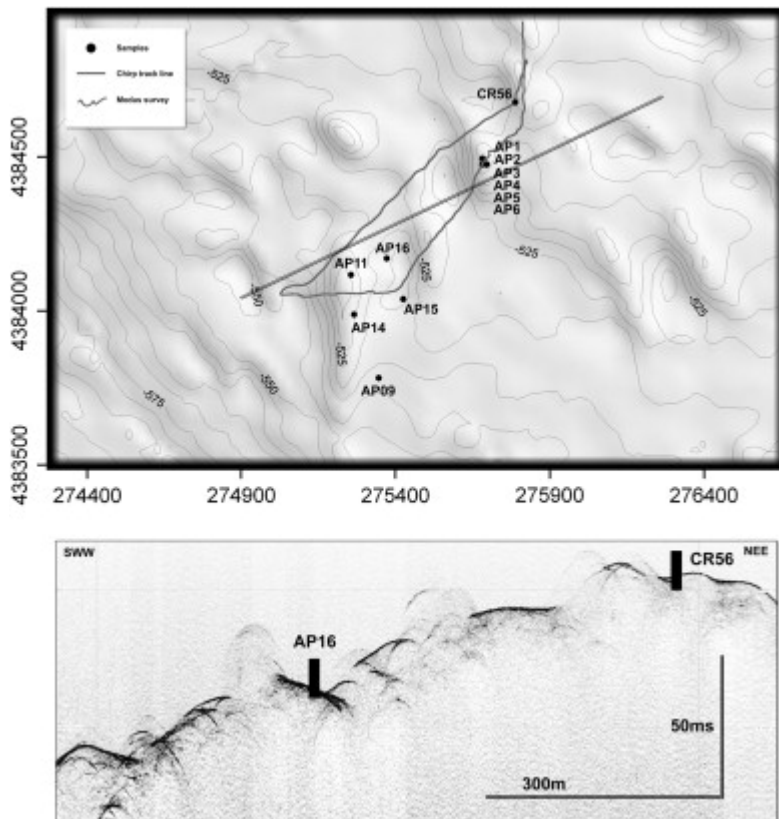 Samples
Chirp track line
Modus survey
-525
CR56
4384500
AP1
AP2
AP3
AP4
AP5
AP6
AP16
AP11
-550
-525
-525
-525
4384000
AP15
AP14
-525
-550
-575
AP09
4383500
274400 274900 275400 275900 276400
SWW NEE
CR56
AP16
50ms
300m